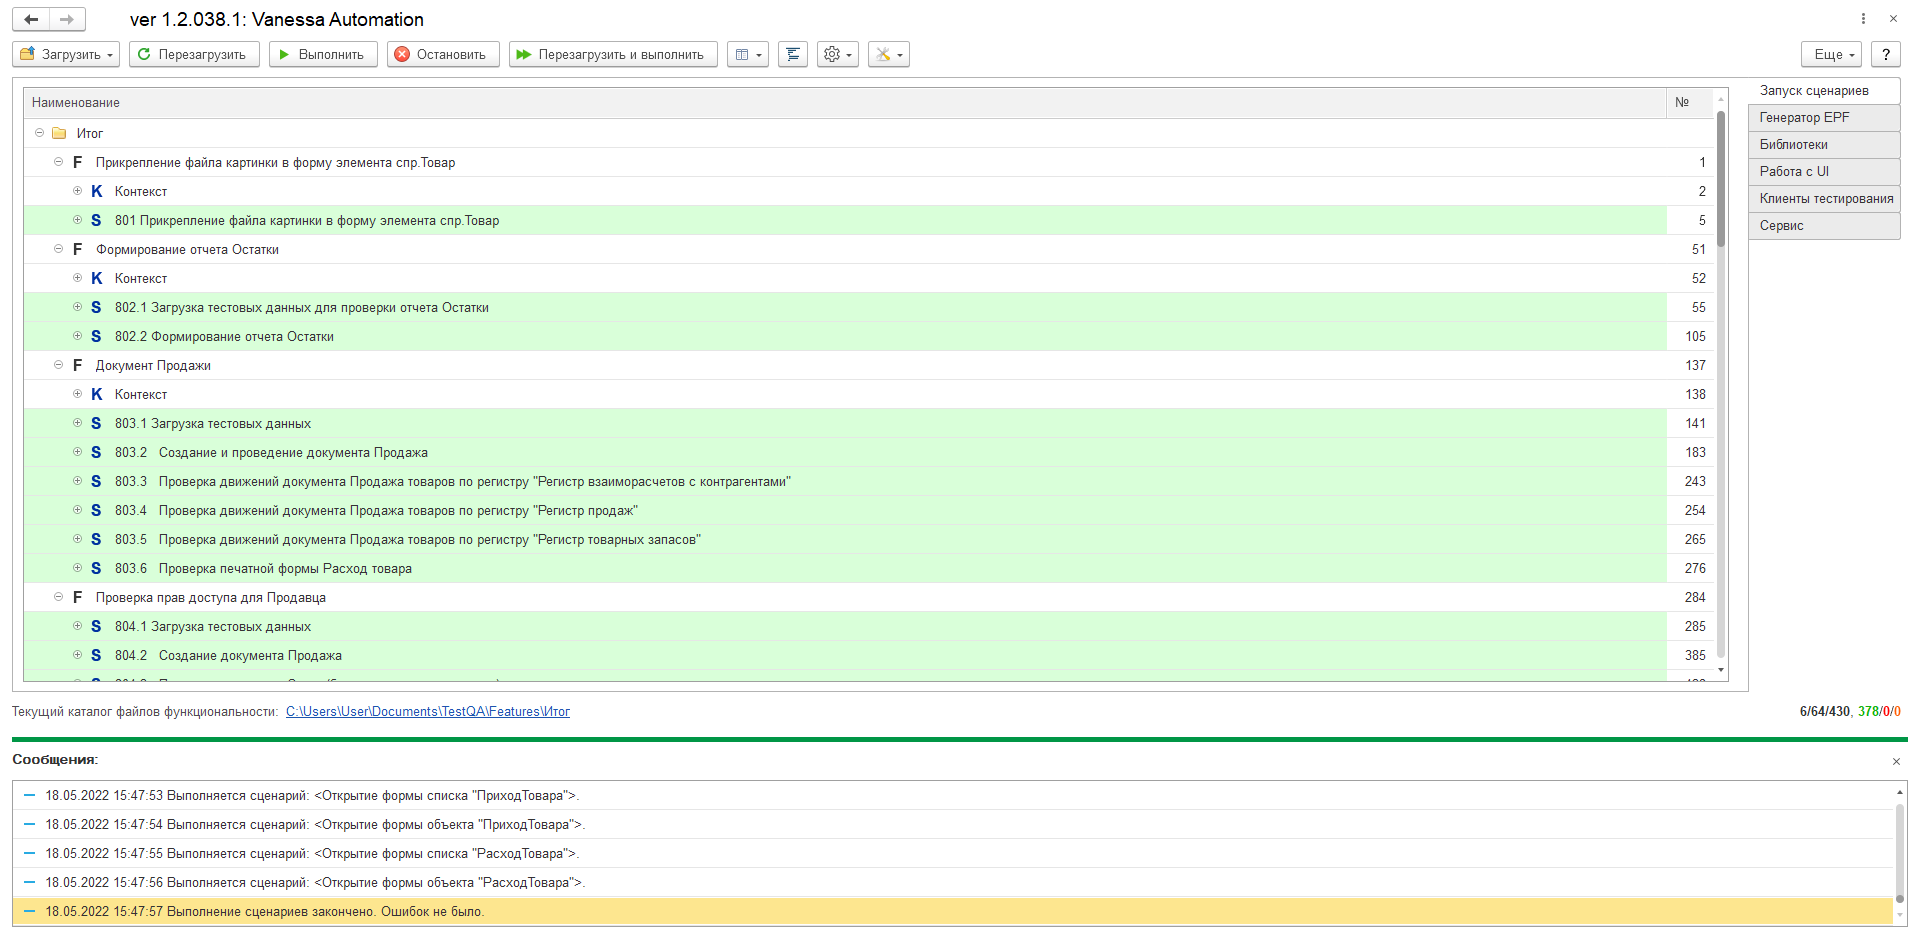 ver 1.2.038.1: Vanessa Automation
Загрузить Перезагрузить Выполнить Остановить Перезагрузить и выполнить Еще ?
Наименование №
Запуск сценариев
Генератор EPF
Библиотеки
Работа с UI
Клиенты тестирования
Сервис
Итог
F Прикрепление файла картинки в форму элемента спр.Товар 1
K Контекст 2
S 801 Прикрепление файла картинки в форму элемента спр.Товар 5
F Формирование отчета Остатки 51
K Контекст 52
S 802.1 Загрузка тестовых данных для проверки отчета Остатки 55
S 802.2 Формирование отчета Остатки 105
F Документ Продажи 137
K Контекст 138
S 803.1 Загрузка тестовых данных 141
S 803.2 Создание и проведение документа Продажа 183
S 803.3 Проверка движений документа Продажа товаров по регистру "Регистр взаиморасчетов с контрагентами" 243
S 803.4 Проверка движений документа Продажа товаров по регистру "Регистр продаж" 254
S 803.5 Проверка движений документа Продажа товаров по регистру "Регистр товарных запасов" 265
S 803.6 Проверка печатной формы Расход товара 276
F Проверка прав доступа для Продавца 284
S 804.1 Загрузка тестовых данных 285
S 804.2 Создание документа Продажа 385
Текущий каталог файлов функциональности: C:\Users\User\Documents\TestQA\Features\Итог 6/64/430, 378/0/0
Сообщения:
18.05.2022 15:47:53 Выполняется сценарий: <Открытие формы списка "ПриходТовара">.
18.05.2022 15:47:54 Выполняется сценарий: <Открытие формы объекта "ПриходТовара">.
18.05.2022 15:47:55 Выполняется сценарий: <Открытие формы списка "РасходТовара">.
18.05.2022 15:47:56 Выполняется сценарий: <Открытие формы объекта "РасходТовара">.
18.05.2022 15:47:57 Выполнение сценариев закончено. Ошибок не было.